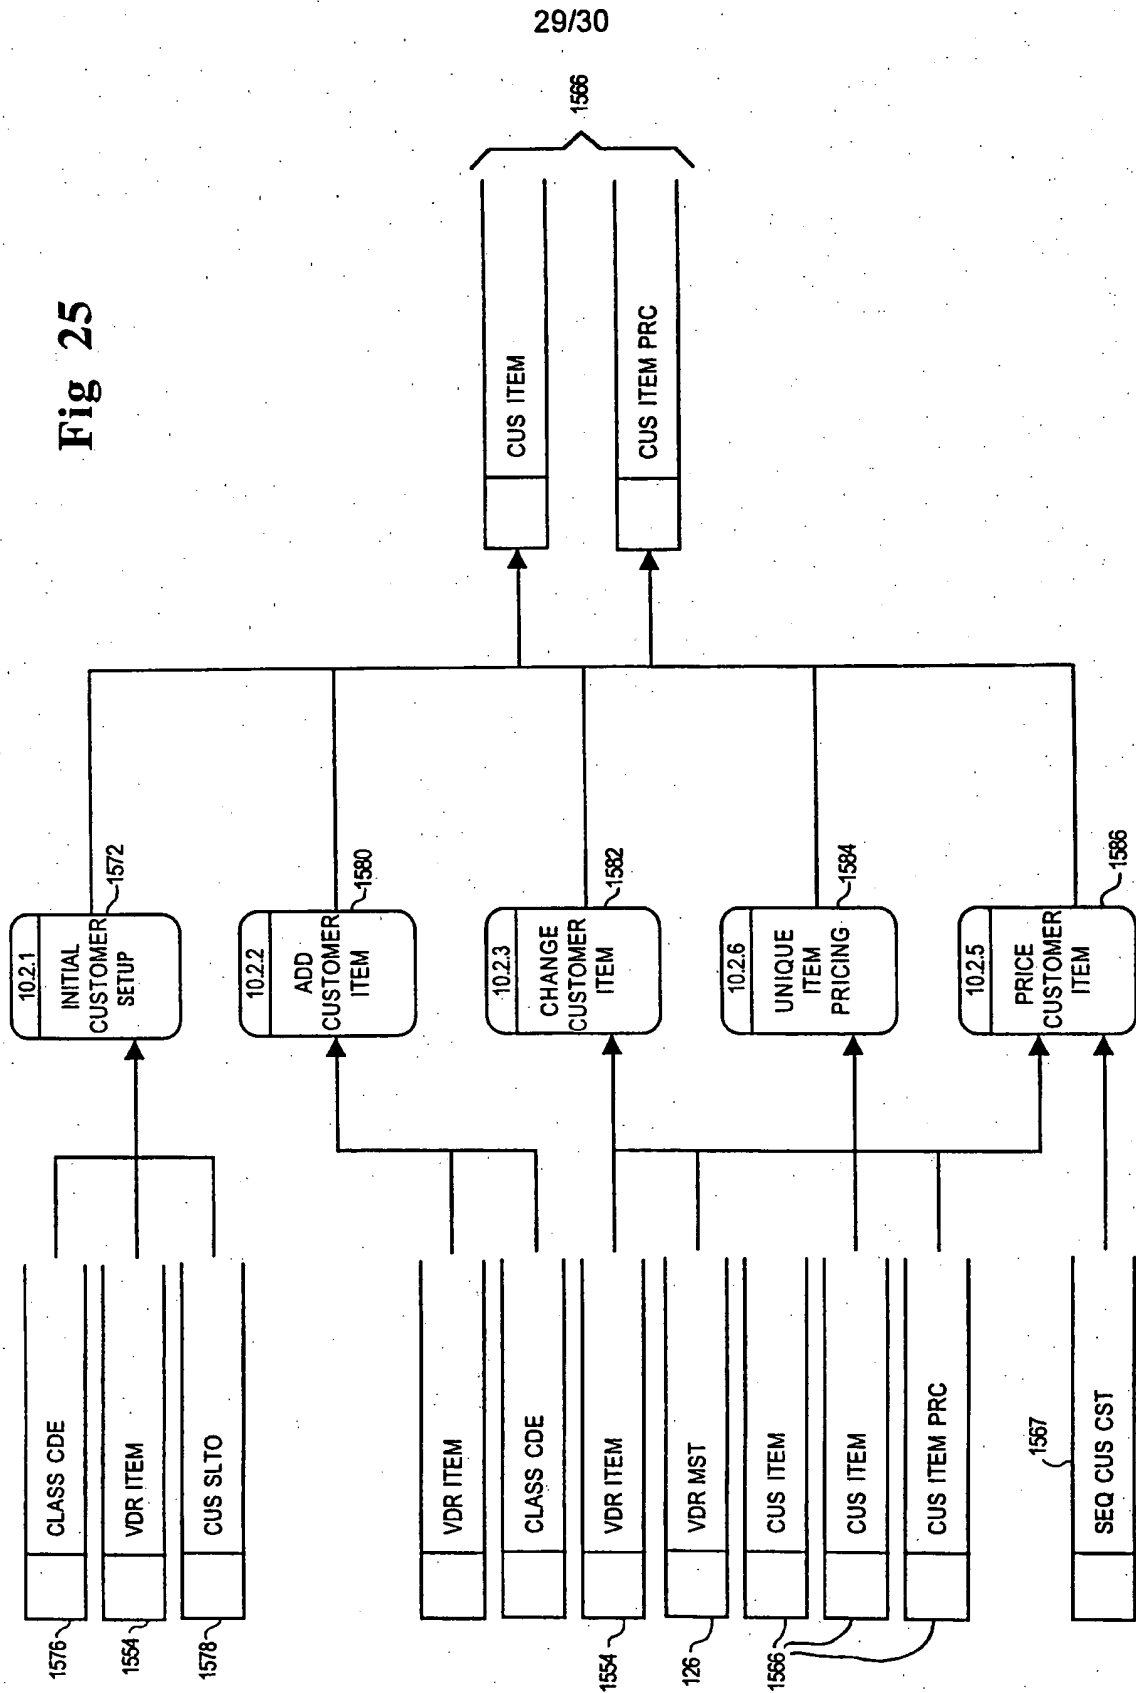 29/30
Fig 25
1576
CLASS CDE
1554
VDR ITEM
1578
CUS SLTO
10.2.1
INITIAL
CUSTOMER
SETUP
1572
VDR ITEM
CLASS CDE
10.2.2
ADD
CUSTOMER
ITEM
1580
1554
VDR ITEM
126
VDR MST
1566
CUS ITEM
CUS ITEM
CUS ITEM PRC
10.2.3
CHANGE
CUSTOMER
ITEM
1582
10.2.6
UNIQUE
ITEM
PRICING
1584
1567
SEQ CUS CST
10.2.5
PRICE
CUSTOMER
ITEM
1586
CUS ITEM
CUS ITEM PRC
1566